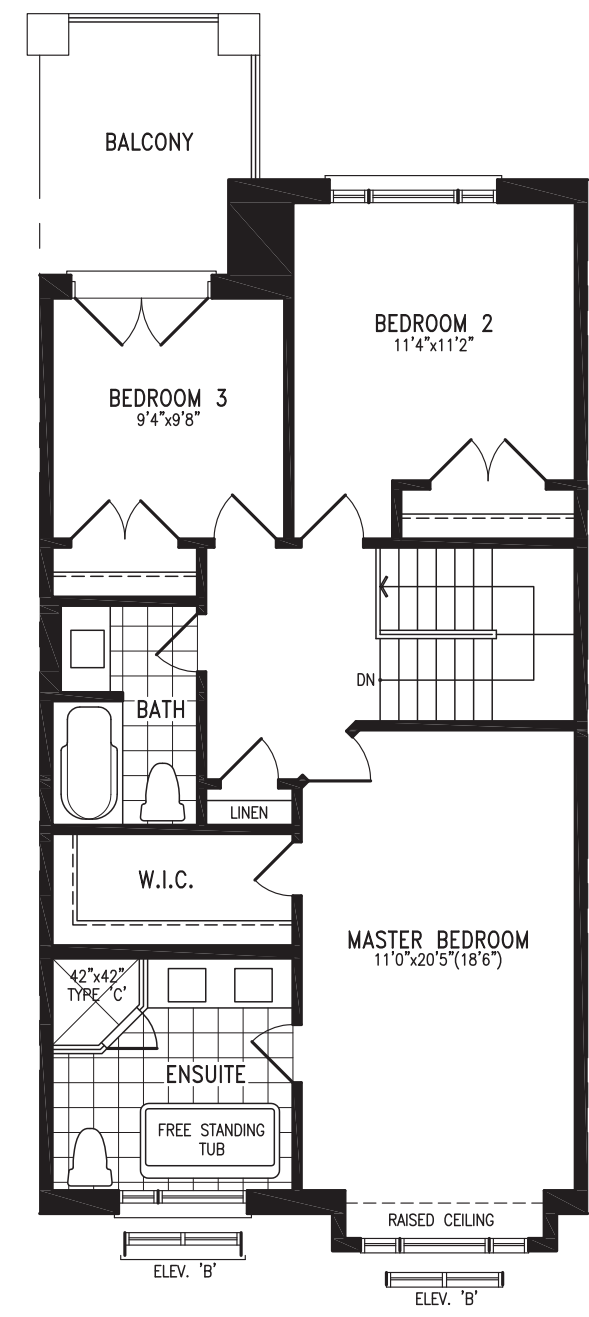 BALCONY
BEDROOM 2
11'4"x11'2"
BEDROOM 3
9'4"x9'8"
DN
BATH
LINEN
W.I.C.
MASTER BEDROOM
11'0"x20'5"(18'6")
42"x42"
TYPE 'C'
ENSUITE
FREE STANDING
TUB
RAISED CEILING
ELEV. 'B'
ELEV. 'B'